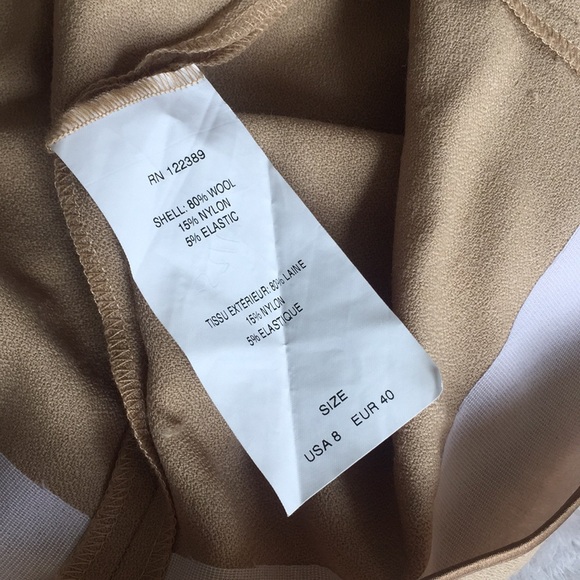 RN 122389
SHELL: 80% WOOL
15% NYLON
5% ELASTIC
TISSU EXTÉRIEUR: 80% LAINE
15% NYLON
5% ELASTIQUE
SIZE
USA 8 EUR 40